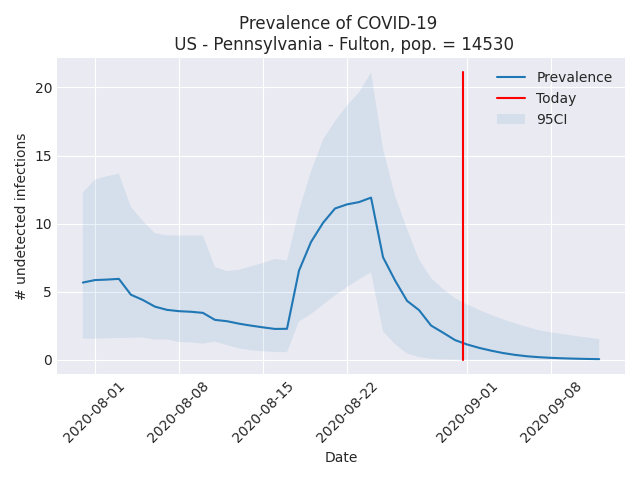 Prevalence of COVID-19
US - Pennsylvania - Fulton, pop. = 14530
Prevalence
Today
95CI
# undetected infections
20
15
10
5
0
2020-08-01
2020-08-08
2020-08-15
2020-08-22
2020-09-01
2020-09-08
Date